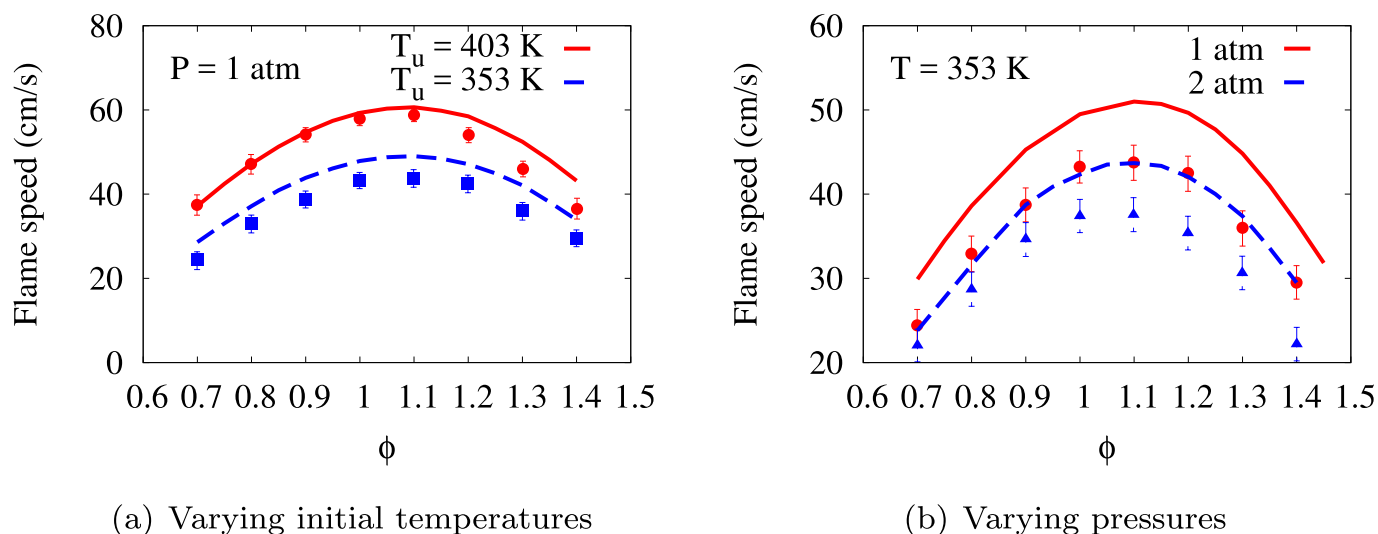 80
60
40
20
0
0.6 0.7 0.8 0.9 1 1.1 1.2 1.3 1.4 1.5
Flame speed (cm/s)
ϕ
P = 1 atm
T_u = 403 K
T_u = 353 K
(a) Varying initial temperatures
60
50
40
30
20
0.6 0.7 0.8 0.9 1 1.1 1.2 1.3 1.4 1.5
Flame speed (cm/s)
ϕ
T = 353 K
1 atm
2 atm
(b) Varying pressures